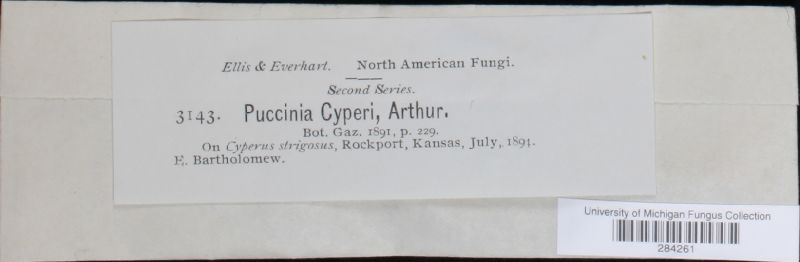 Ellis & Everhart. North American Fungi.
Second Series.
3143. Puccinia Cyperi, Arthur.
Bot. Gaz. 1891, p. 229.
On Cyperus strigosus, Rockport, Kansas, July, 1894.
E. Bartholomew.
University of Michigan Fungus Collection
284261